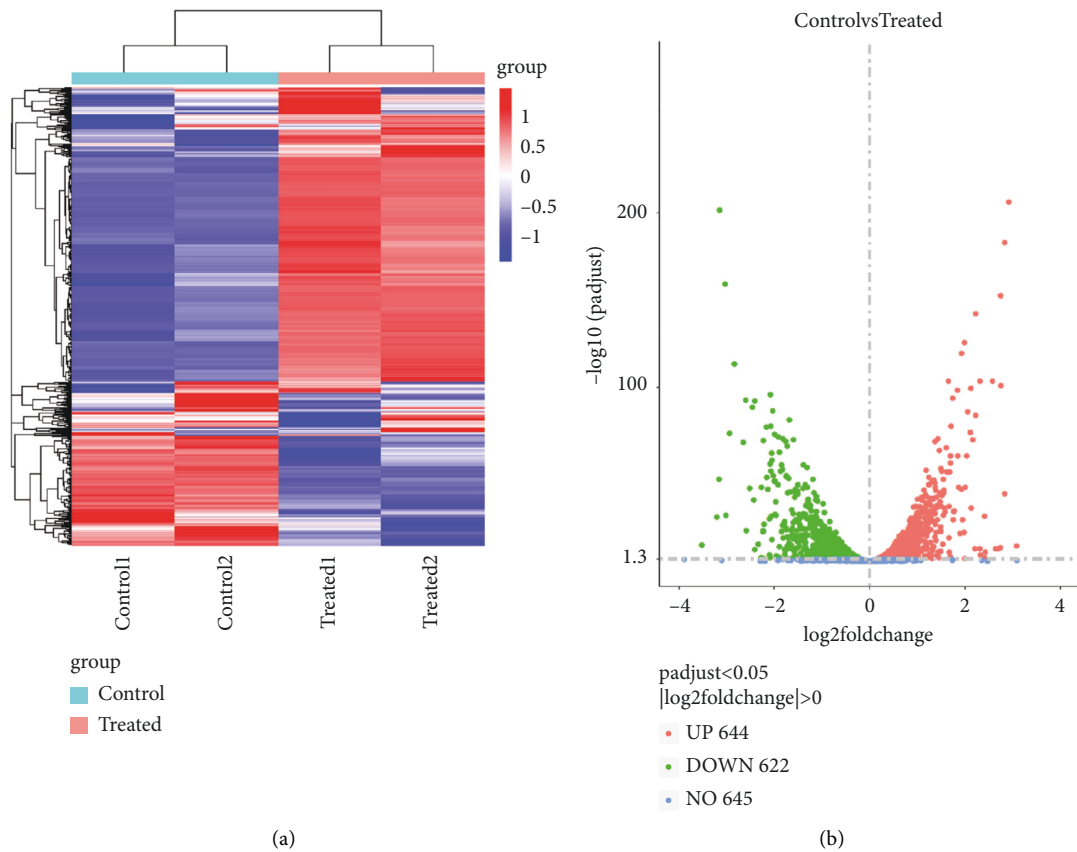 group
1
0.5
0
−0.5
−1
Control1
Control2
Treated1
Treated2
group
Control
Treated
(a)
ControlvsTreated
−log10 (padjust)
200
100
1.3
−4
−2
0
2
4
log2foldchange
padjust<0.05
|log2foldchange|>0
UP 644
DOWN 622
NO 645
(b)